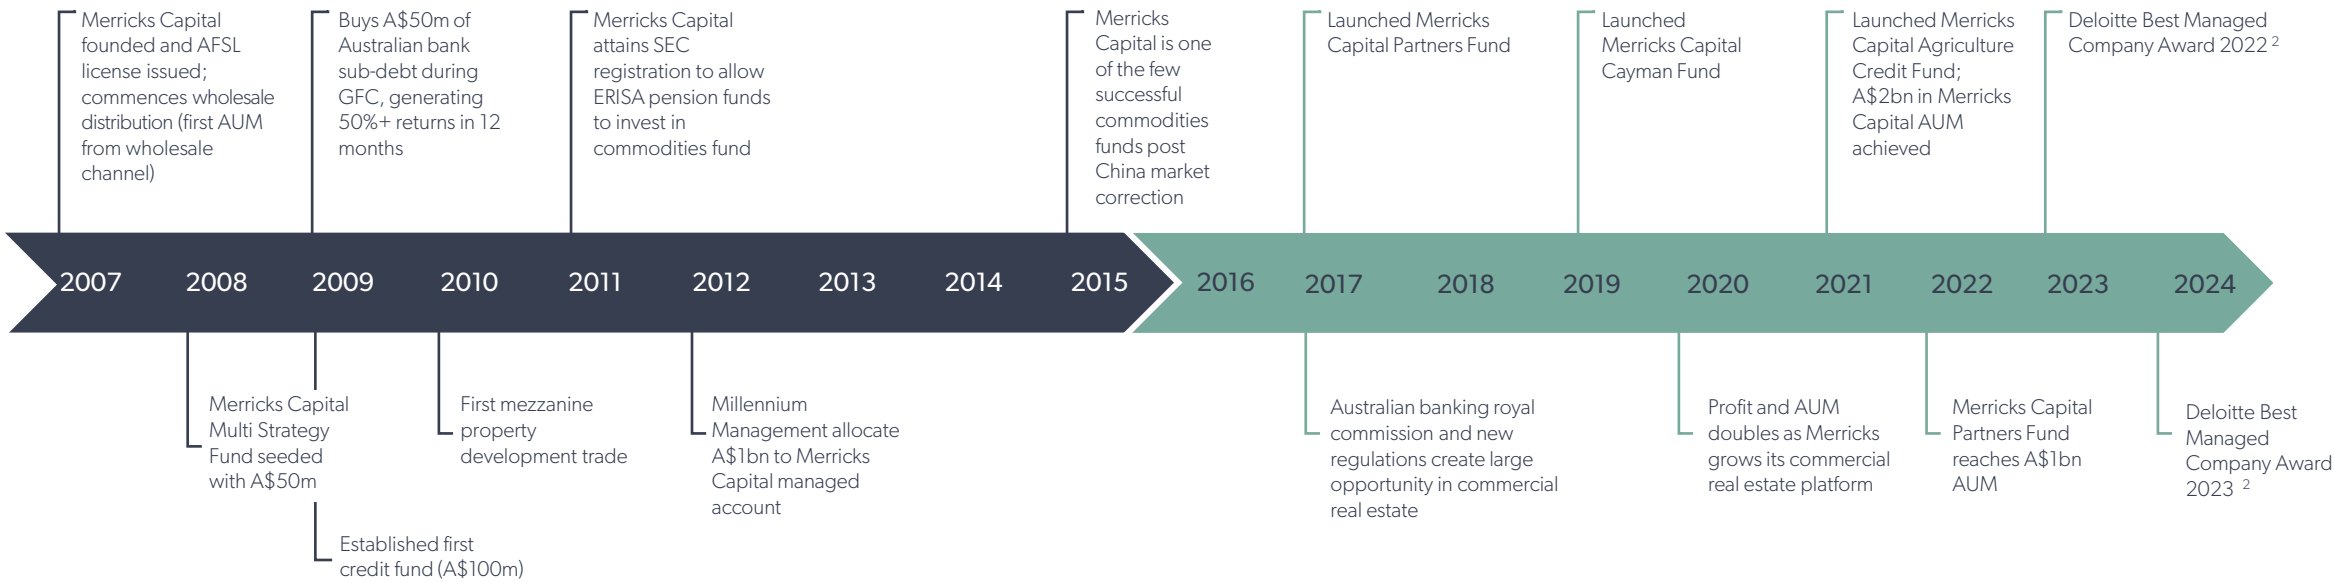 Merricks Capital
founded and AFSL
license issued;
commences wholesale
distribution (first AUM
from wholesale
channel)
Buys A$50m of
Australian bank
sub-debt during
GFC, generating
50%+ returns in 12
months
Merricks Capital
attains SEC
registration to allow
ERISA pension funds
to invest in
commodities fund
Merricks
Capital is one
of the few
successful
commodities
funds post
China market
correction
Launched Merricks
Capital Partners Fund
Launched
Merricks Capital
Cayman Fund
Launched Merricks
Capital Agriculture
Credit Fund;
A$2bn in Merricks
Capital AUM
achieved
Deloitte Best Managed
Company Award 2022 2
2007 2008 2009 2010 2011 2012 2013 2014 2015 2016 2017 2018 2019 2020 2021 2022 2023 2024
Merricks Capital
Multi Strategy
Fund seeded
with A$50m
Established first
credit fund (A$100m)
First mezzanine
property
development trade
Millennium
Management allocate
A$1bn to Merricks
Capital managed
account
Australian banking royal
commission and new
regulations create large
opportunity in commercial
real estate
Profit and AUM
doubles as Merricks
grows its commercial
real estate platform
Merricks Capital
Partners Fund
reaches A$1bn
AUM
Deloitte Best
Managed
Company Award
2023 2